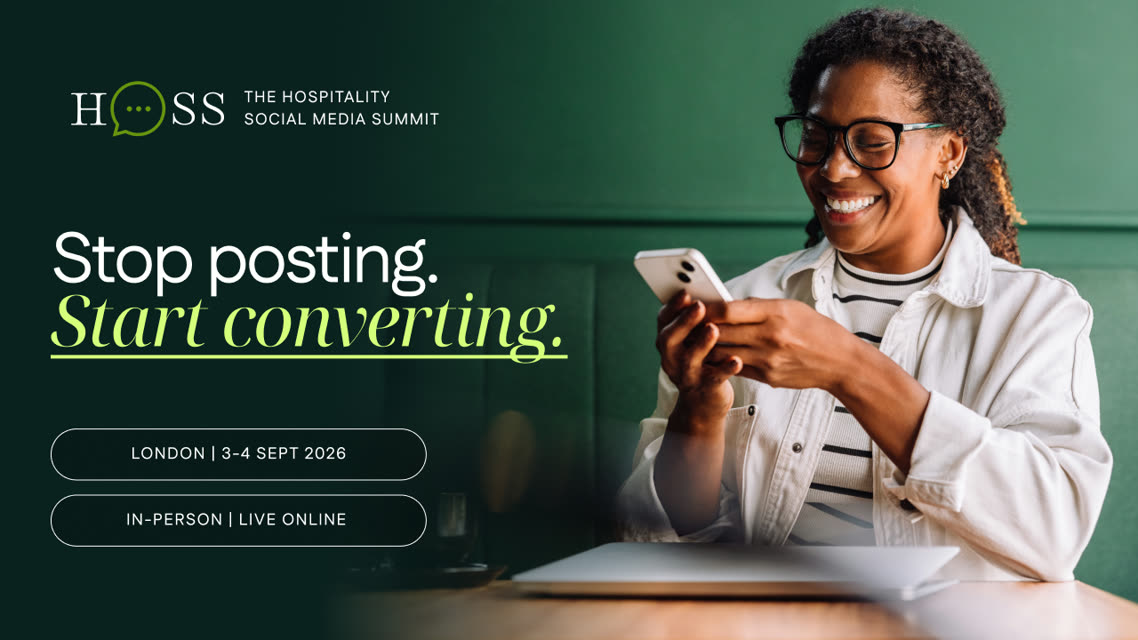 HOSS
THE HOSPITALITY
SOCIAL MEDIA SUMMIT
Stop posting.
Start converting.
LONDON | 3-4 SEPT 2026
IN-PERSON | LIVE ONLINE